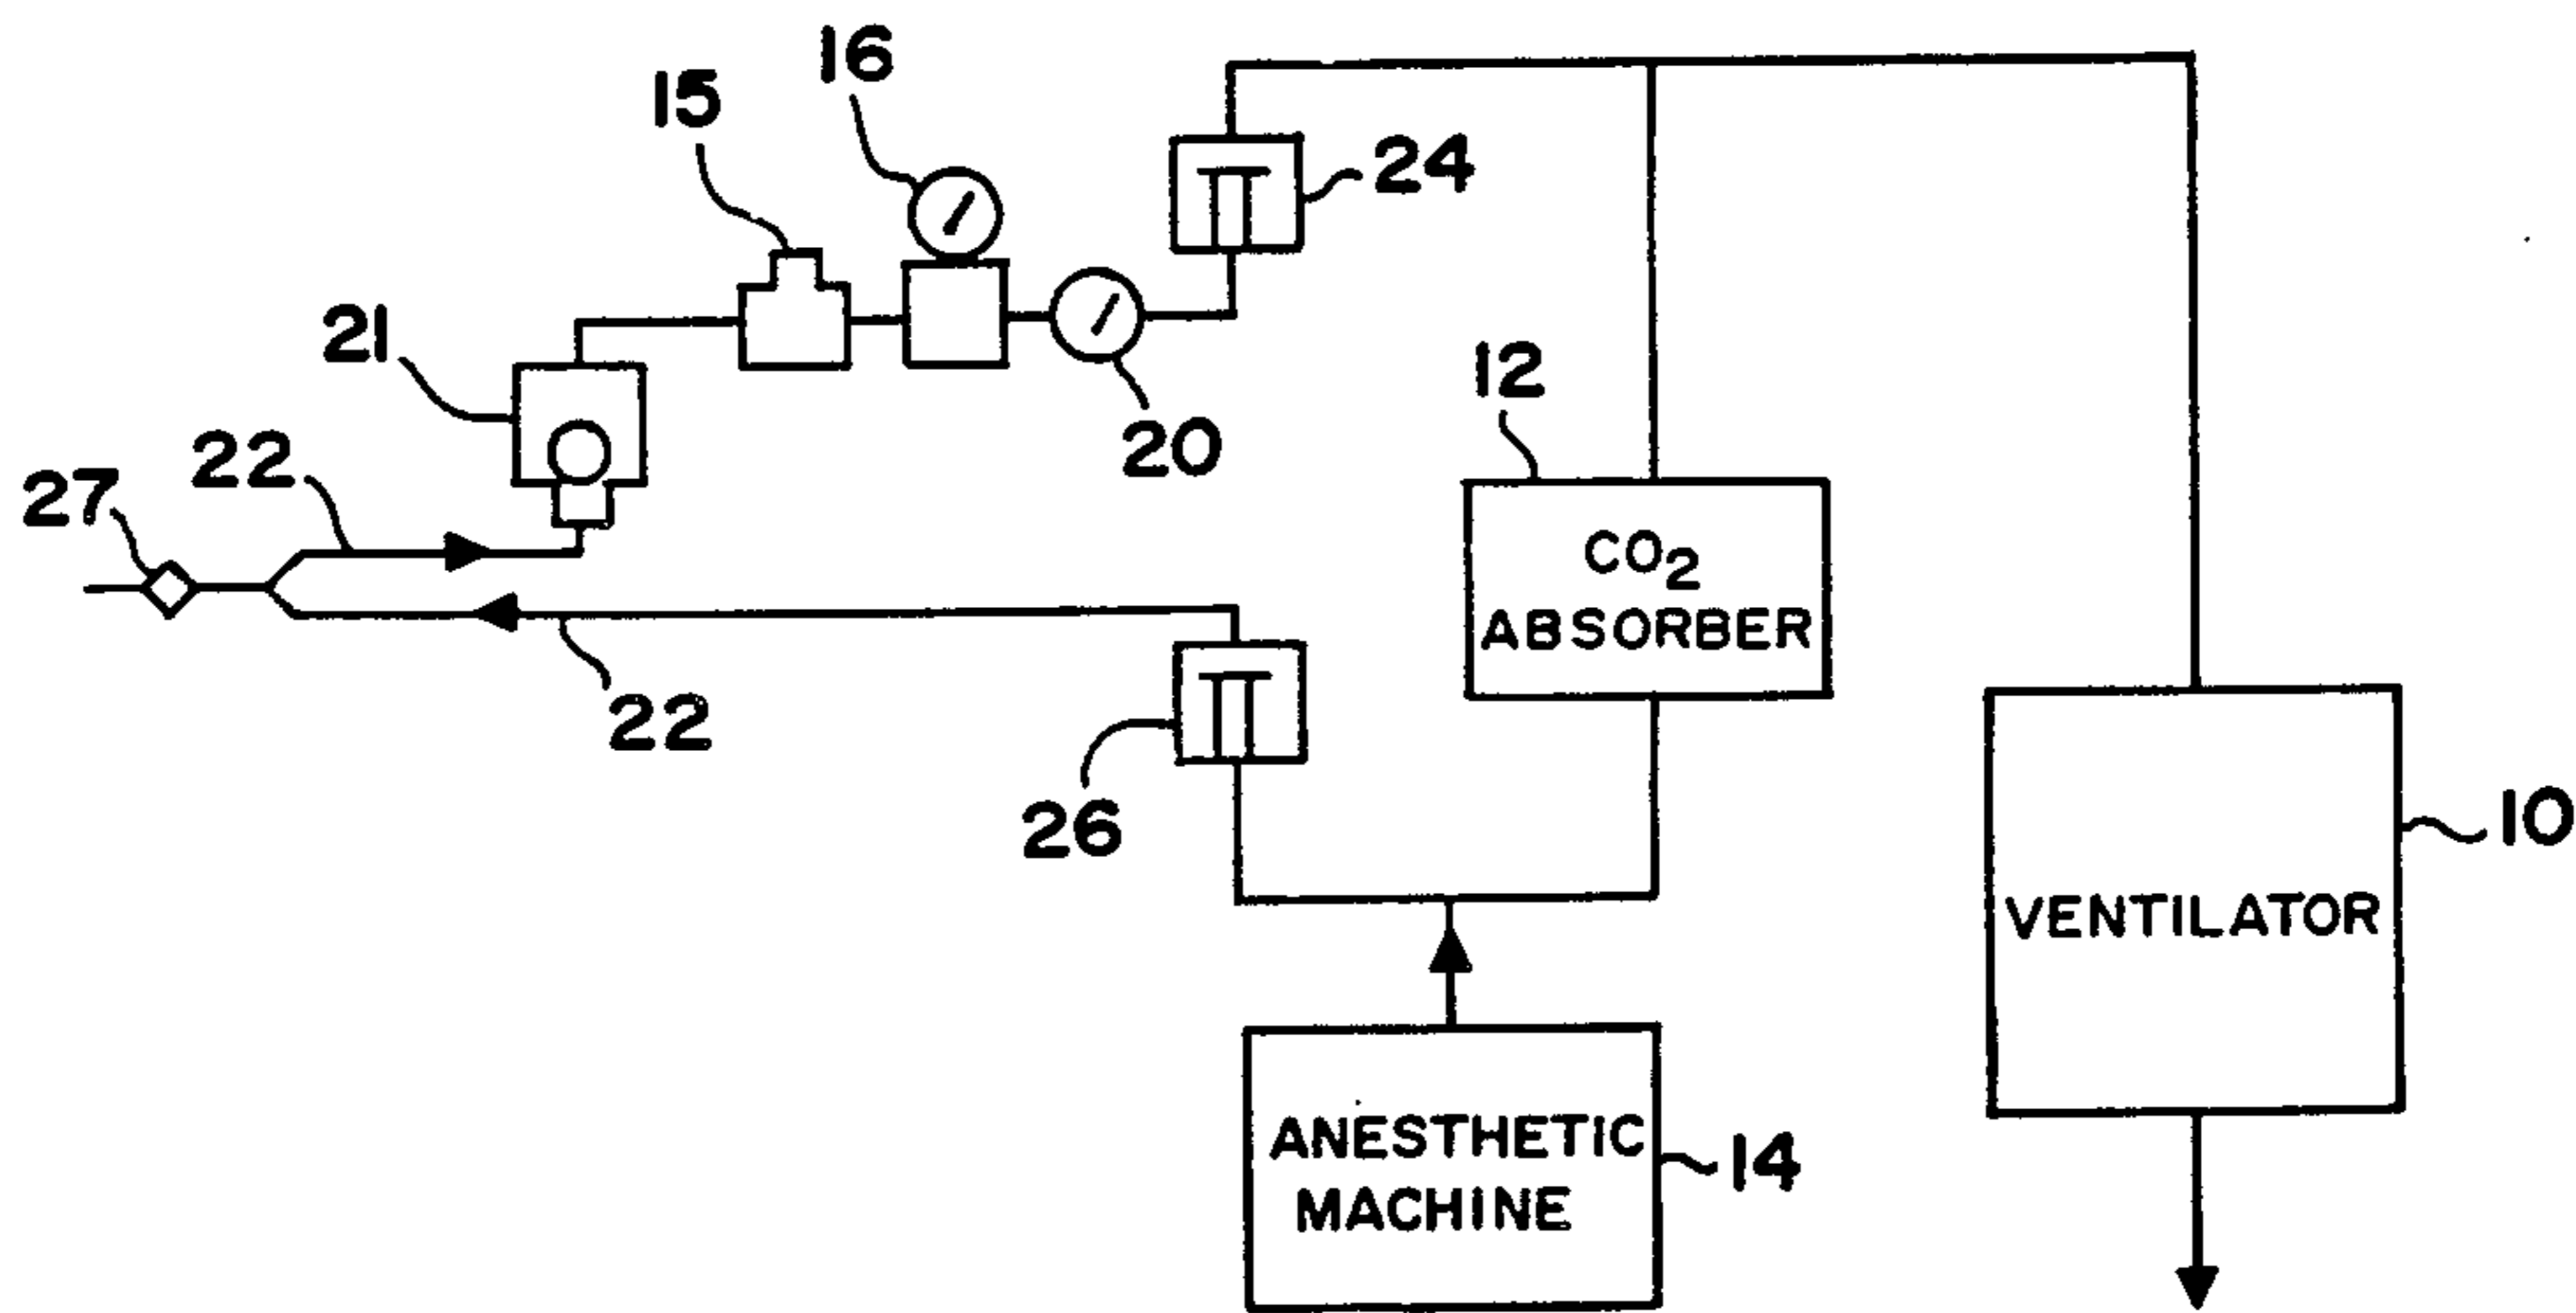 16
15
24
21
12
20
22
27
CO₂
ABSORBER
22
26
10
VENTILATOR
ANESTHETIC
MACHINE
14